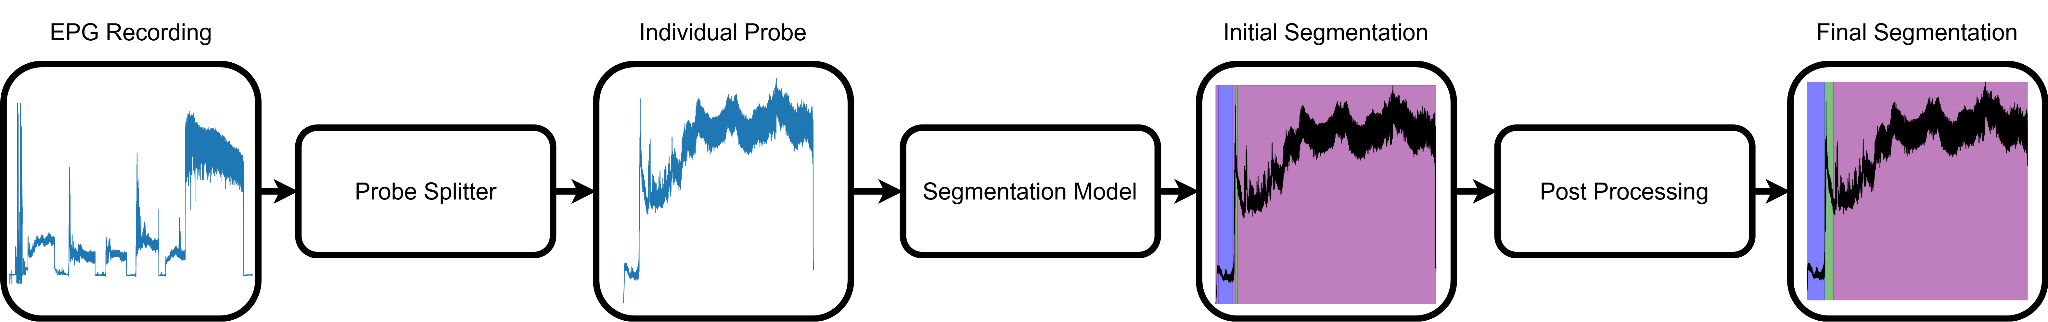 EPG Recording
Individual Probe
Initial Segmentation
Final Segmentation
Probe Splitter
Segmentation Model
Post Processing